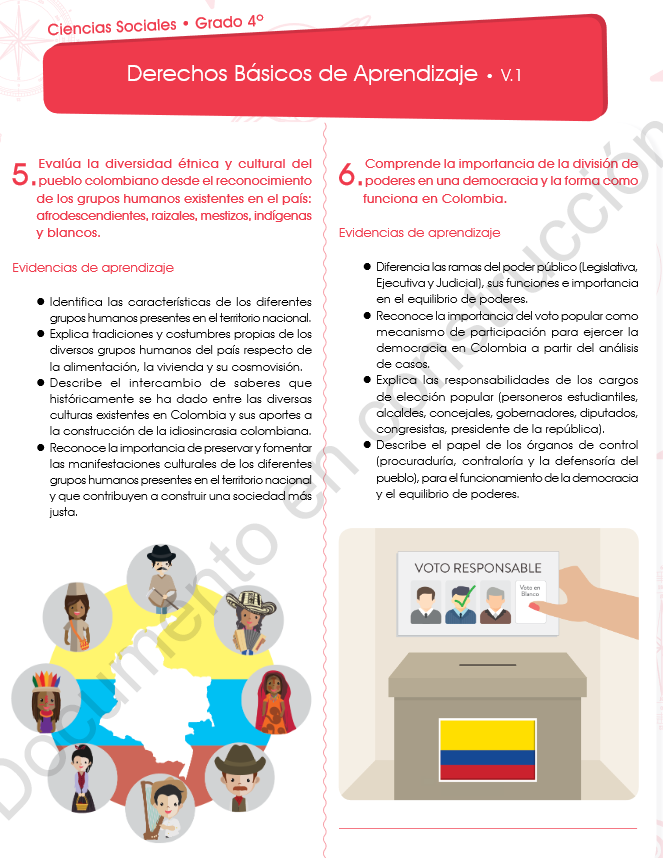 Ciencias Sociales • Grado 4°
Derechos Básicos de Aprendizaje • V.1
5. Evalúa la diversidad étnica y cultural del
pueblo colombiano desde el reconocimiento
de los grupos humanos existentes en el país:
afrodescendientes, raizales, mestizos, indígenas
y blancos.
Evidencias de aprendizaje
● Identifica las características de los diferentes
grupos humanos presentes en el territorio nacional.
● Explica tradiciones y costumbres propias de los
diversos grupos humanos del país respecto de
la alimentación, la vivienda y su cosmovisión.
● Describe el intercambio de saberes que
históricamente se ha dado entre las diversas
culturas existentes en Colombia y sus aportes a
la construcción de la idiosincrasia colombiana.
● Reconoce la importancia de preservar y fomentar
las manifestaciones culturales de los diferentes
grupos humanos presentes en el territorio nacional
y que contribuyen a construir una sociedad más
justa.
6. Comprende la importancia de la división de
poderes en una democracia y la forma como
funciona en Colombia.
Evidencias de aprendizaje
● Diferencia las ramas del poder público (Legislativa,
Ejecutiva y Judicial), sus funciones e importancia
en el equilibrio de poderes.
● Reconoce la importancia del voto popular como
mecanismo de participación para ejercer la
democracia en Colombia a partir del análisis
de casos.
● Explica las responsabilidades de los cargos
de elección popular (personeros estudiantiles,
alcaldes, concejales, gobernadores, diputados,
congresistas, presidente de la república).
● Describe el papel de los órganos de control
(procuraduría, contraloría y la defensoría del
pueblo), para el funcionamiento de la democracia
y el equilibrio de poderes.
VOTO RESPONSABLE
Voto en
Blanco
Documento en construcción